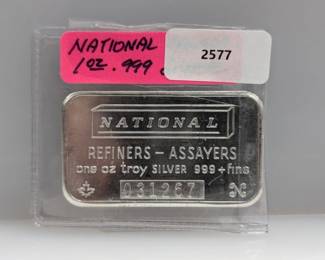 NATIONAL
1oz .999
2577
NATIONAL
REFINERS – ASSAYERS
one oz troy SILVER 999+fine
031267